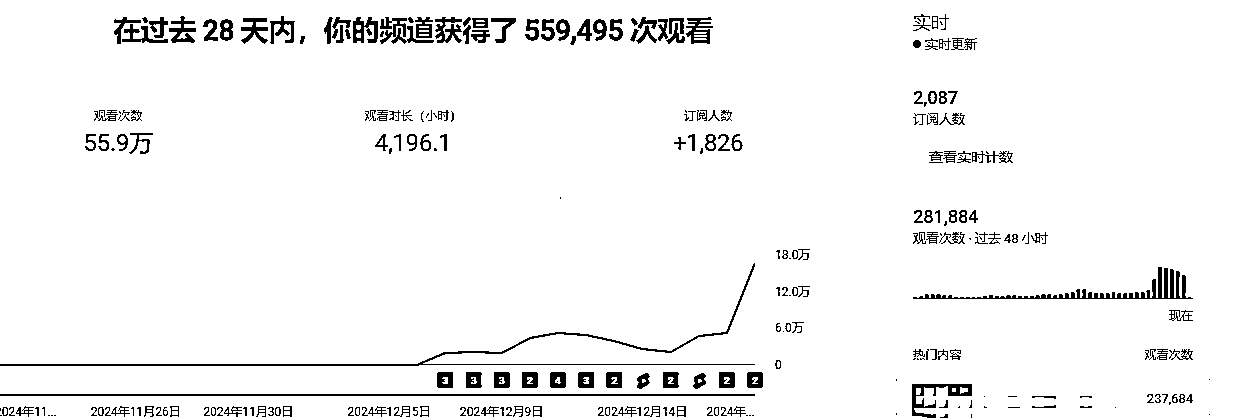 在过去 28 天内，你的频道获得了 559,495 次观看
观看次数
55.9万
观看时长（小时）
4,196.1
订阅人数
+1,826
18.0万
12.0万
6.0万
0
3 3 3 2 4 3 2 2 2 2
024年11... 2024年11月26日 2024年11月30日 2024年12月5日 2024年12月9日 2024年12月14日 2024年...
实时
● 实时更新
2,087
订阅人数
查看实时计数
281,884
观看次数 · 过去 48 小时
现在
热门内容 观看次数
237,684